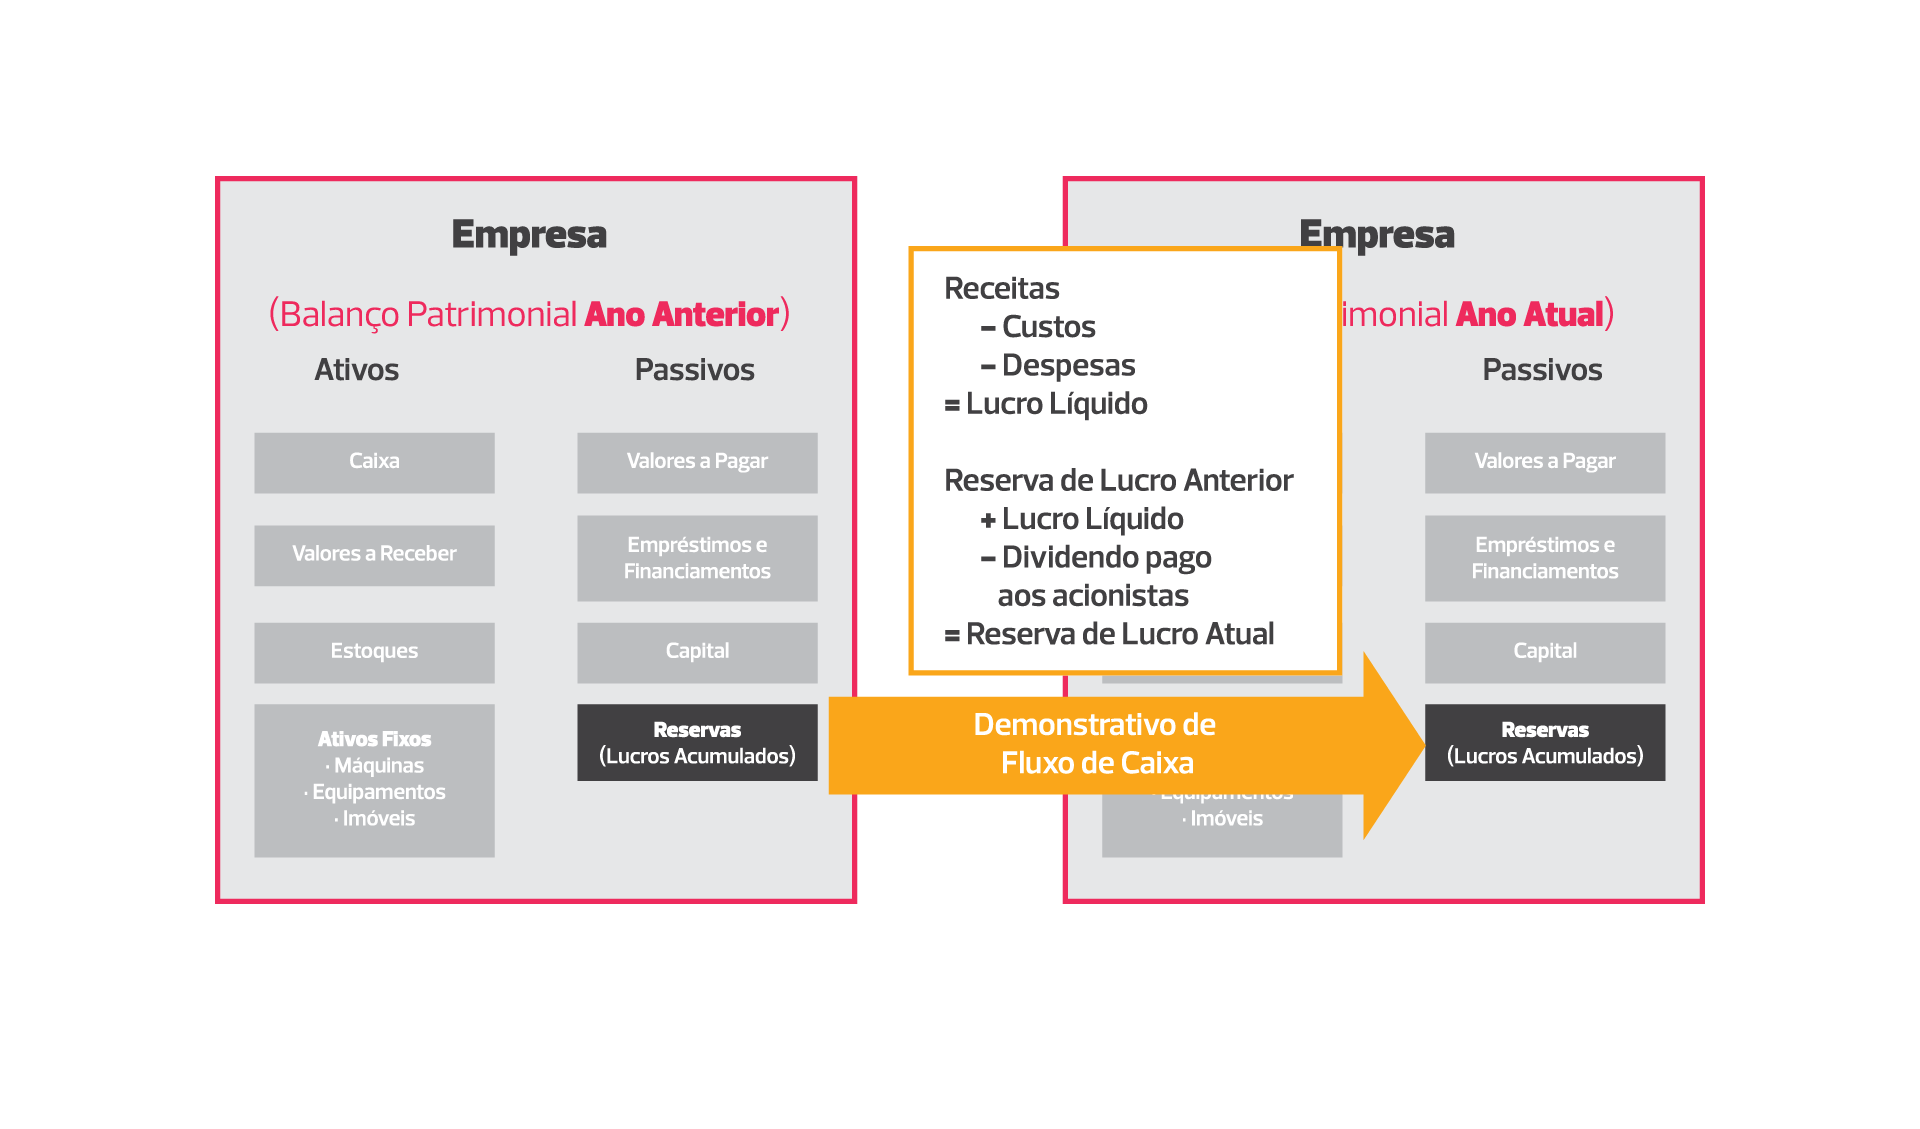 Empresa
(Balanço Patrimonial Ano Anterior)
Ativos
Passivos
Caixa
Valores a Receber
Estoques
Ativos Fixos
· Máquinas
· Equipamentos
· Imóveis
Valores a Pagar
Empréstimos e
Financiamentos
Capital
Reservas
(Lucros Acumulados)
Receitas
– Custos
– Despesas
= Lucro Líquido
Reserva de Lucro Anterior
+ Lucro Líquido
– Dividendo pago
aos acionistas
= Reserva de Lucro Atual
Demonstrativo de
Fluxo de Caixa
Empresa
imonial Ano Atual)
Passivos
· Equipamentos
· Imóveis
Valores a Pagar
Empréstimos e
Financiamentos
Capital
Reservas
(Lucros Acumulados)